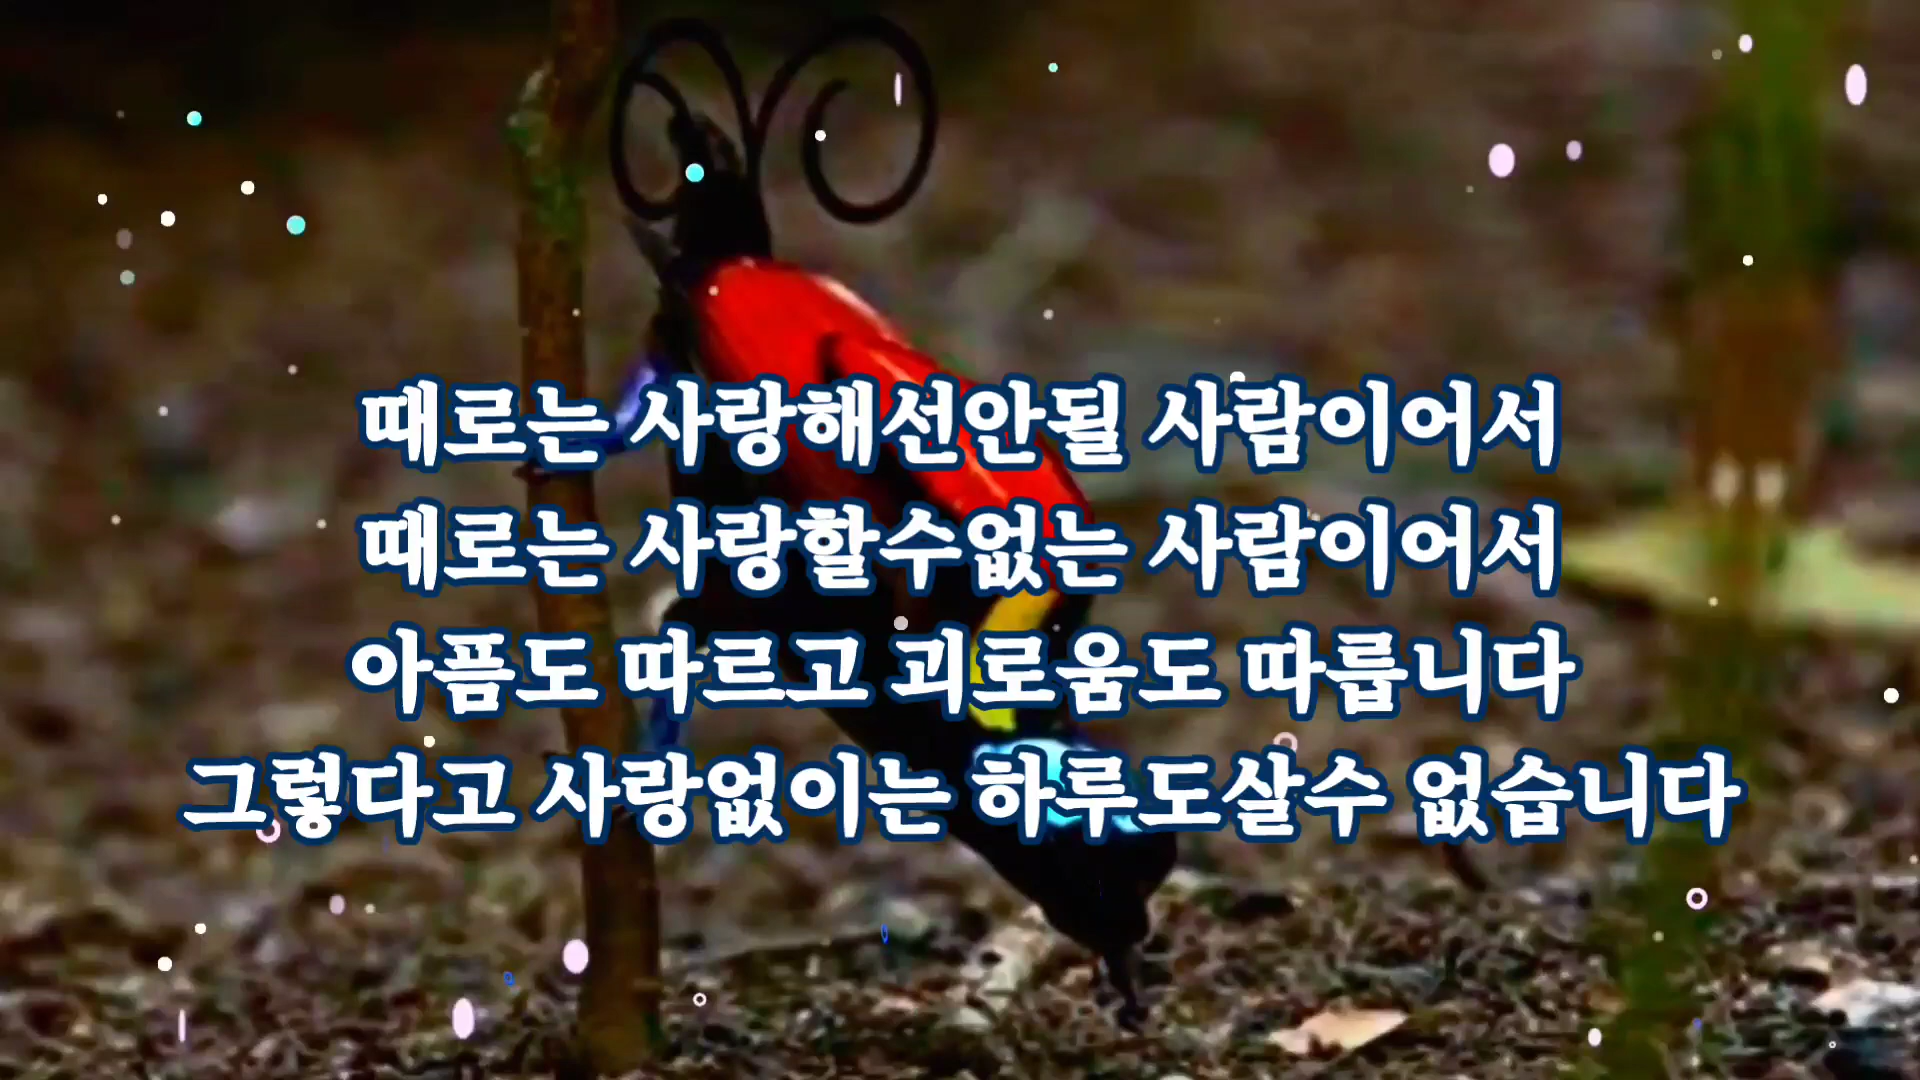 때로는 사랑해선안될 사람이어서
때로는 사랑할수없는 사람이어서
아픔도 따르고 괴로움도 따릅니다
그렇다고 사랑없이는 하루도살수 없습니다